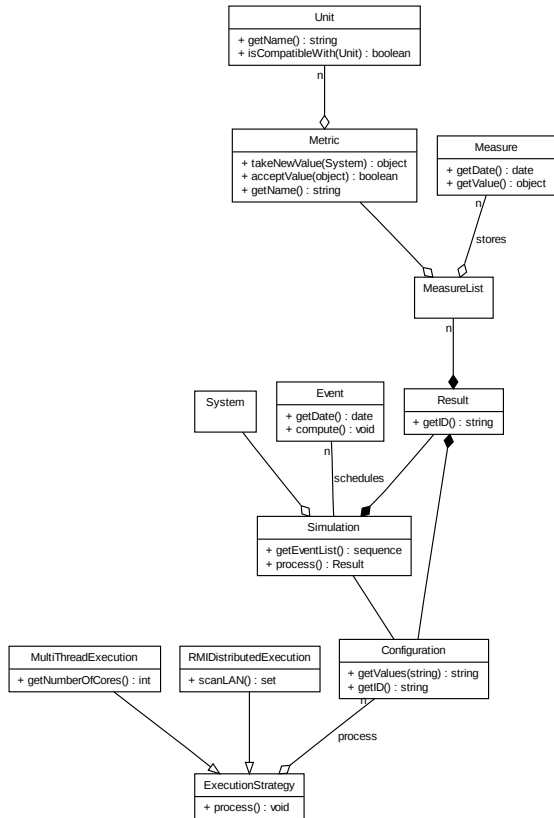 Unit
+ getName() : string
+ isCompatibleWith(Unit) : boolean
n
Metric
+ takeNewValue(System) : object
+ acceptValue(object) : boolean
+ getName() : string
Measure
+ getDate() : date
+ getValue() : object
n
stores
MeasureList
n
System
Event
+ getDate() : date
+ compute() : void
n
schedules
Result
+ getID() : string
Simulation
+ getEventList() : sequence
+ process() : Result
MultiThreadExecution
+ getNumberOfCores() : int
RMIDistributedExecution
+ scanLAN() : set
Configuration
+ getValues(string) : string
+ getID() : string
n
process
ExecutionStrategy
+ process() : void